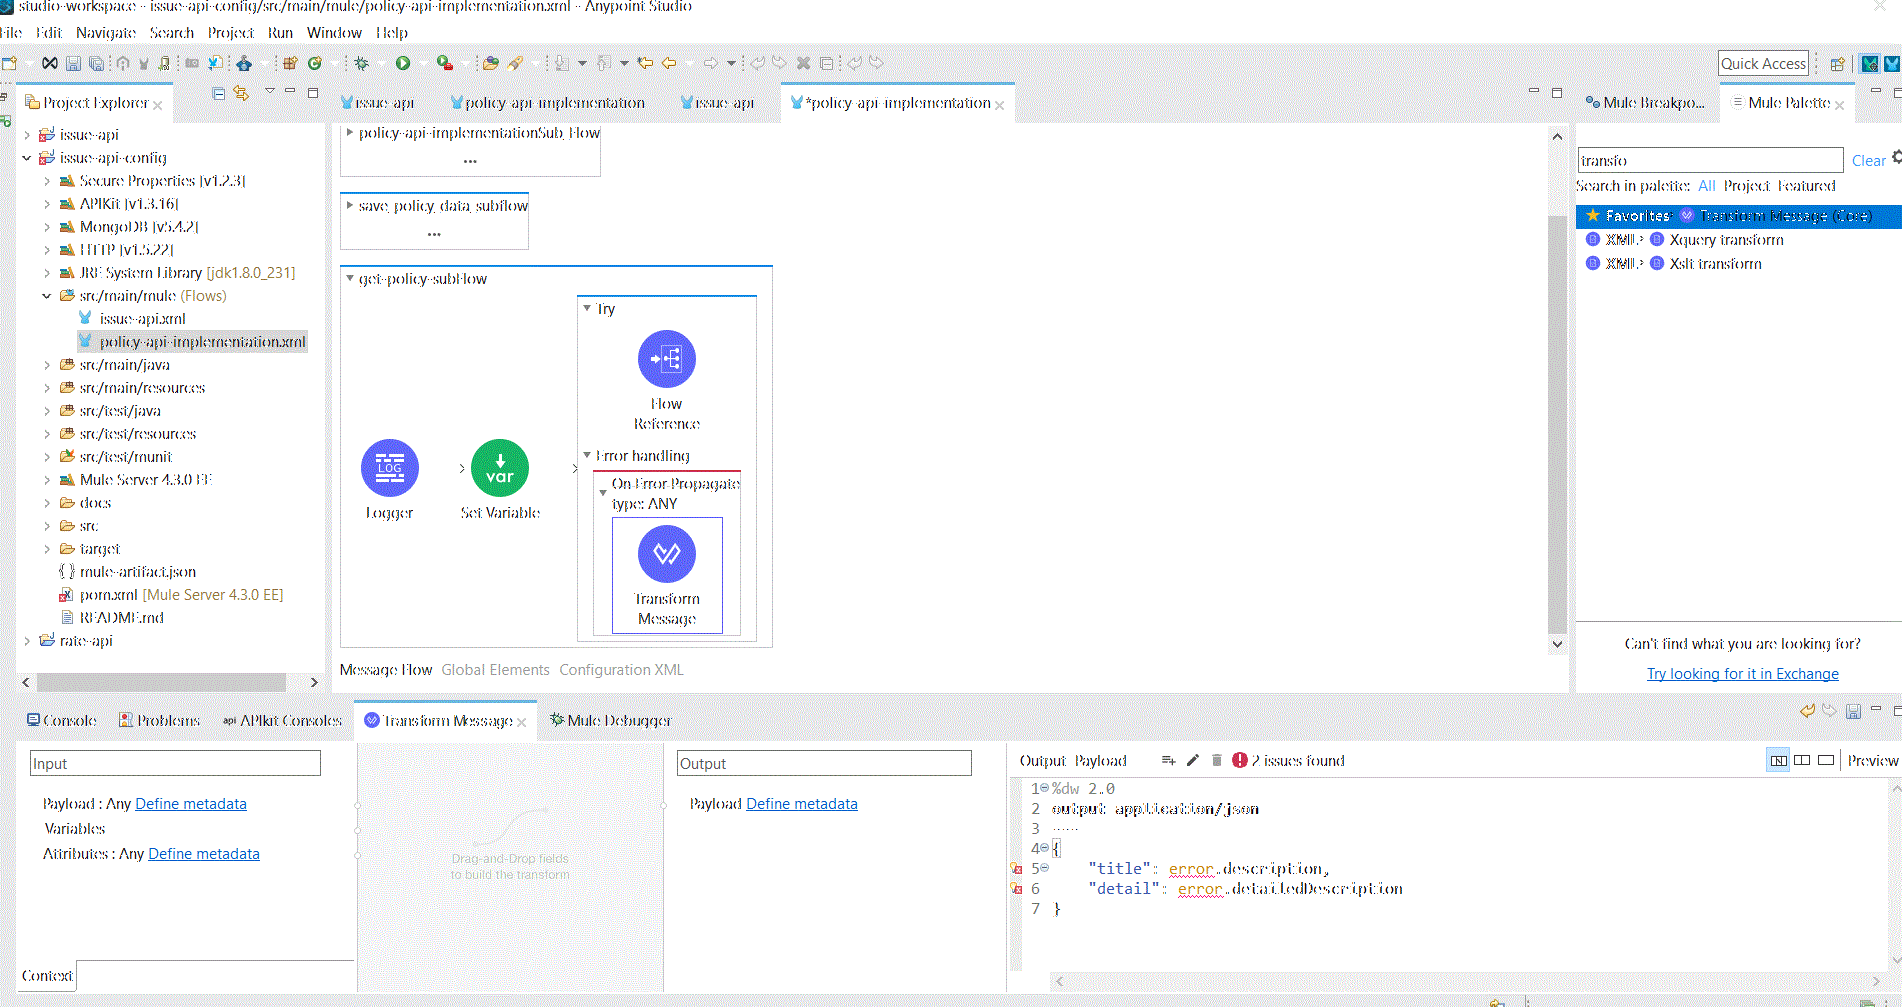 studio-workspace - issue-api-config/src/main/mule/policy-api-implementation.xml - Anypoint Studio
File Edit Navigate Search Project Run Window Help
Quick Access
Project Explorer
issue-api
policy-api-implementation
issue-api
*policy-api-implementation
Mule Breakpo...
Mule Palette
issue-api
issue-api-config
Secure Properties [v1.2.3]
APIKit [v1.3.16]
MongoDB [v5.4.2]
HTTP [v1.5.22]
JRE System Library [jdk1.8.0_231]
src/main/mule (Flows)
issue-api.xml
policy-api-implementation.xml
src/main/java
src/main/resources
src/test/java
src/test/resources
src/test/munit
Mule Server 4.3.0 EE
docs
src
target
mule-artifact.json
pom.xml [Mule Server 4.3.0 EE]
README.md
rate-api
policy-api-implementationSub_Flow
...
save_policy_data_subflow
...
get-policy-subFlow
Try
Flow
Reference
Error handling
On Error Propagate
type: ANY
LOG
Logger
var
Set Variable
Transform
Message
Message Flow Global Elements Configuration XML
transfo
Clear
Search in palette: All Project Featured
Favorites Transform Message (Core)
XML Xquery transform
XML Xslt transform
Can't find what you are looking for?
Try looking for it in Exchange
Console
Problems
api APIkit Consoles
Transform Message
Mule Debugger
Input
Payload : Any Define metadata
Variables
Attributes : Any Define metadata
Context
Drag-and-Drop fields
to build the transform
Output
Payload Define metadata
Output Payload
2 issues found
Preview
1 %dw 2.0
2 output application/json
3 ---
4 {
5 "title": error.description,
6 "detail": error.detailedDescription
7 }